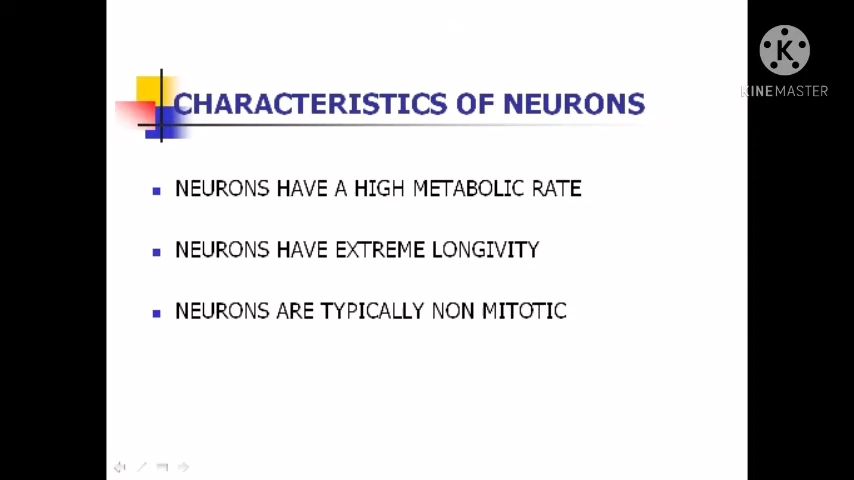 K
KINEMASTER
CHARACTERISTICS OF NEURONS
NEURONS HAVE A HIGH METABOLIC RATE
NEURONS HAVE EXTREME LONGIVITY
NEURONS ARE TYPICALLY NON MITOTIC